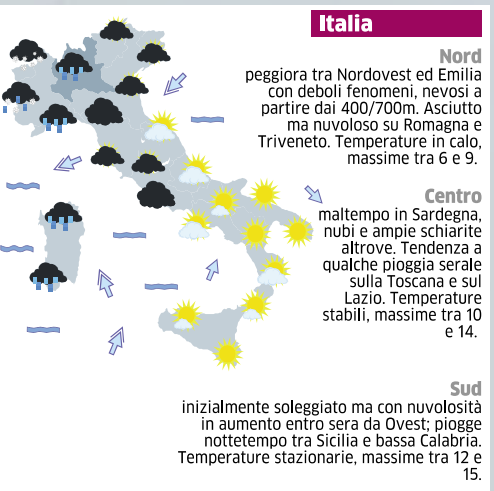 Italia
Nord
peggiora tra Nordovest ed Emilia
con deboli fenomeni, nevosi a
partire dai 400/700m. Asciutto
ma nuvoloso su Romagna e
Triveneto. Temperature in calo,
massime tra 6 e 9.
Centro
maltempo in Sardegna,
nubi e ampie schiarite
altrove. Tendenza a
qualche pioggia serale
sulla Toscana e sul
Lazio. Temperature
stabili, massime tra 10
e 14.
Sud
inizialmente soleggiato ma con nuvolosità
in aumento entro sera da Ovest; piogge
nottetempo tra Sicilia e bassa Calabria.
Temperature stazionarie, massime tra 12 e
15.